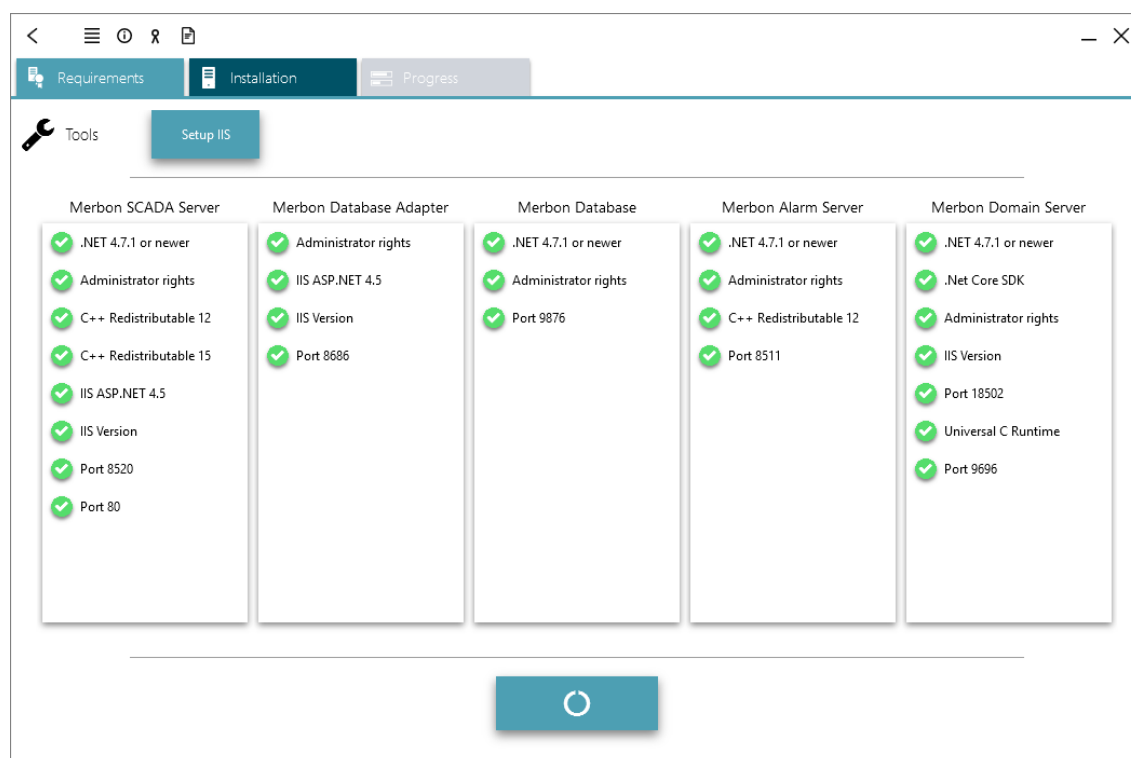 Requirements
Installation
Progress
Tools
Setup IIS
Merbon SCADA Server
.NET 4.7.1 or newer
Administrator rights
C++ Redistributable 12
C++ Redistributable 15
IIS ASP.NET 4.5
IIS Version
Port 8520
Port 80
Merbon Database Adapter
Administrator rights
IIS ASP.NET 4.5
IIS Version
Port 8686
Merbon Database
.NET 4.7.1 or newer
Administrator rights
Port 9876
Merbon Alarm Server
.NET 4.7.1 or newer
Administrator rights
C++ Redistributable 12
Port 8511
Merbon Domain Server
.NET 4.7.1 or newer
.Net Core SDK
Administrator rights
IIS Version
Port 18502
Universal C Runtime
Port 9696